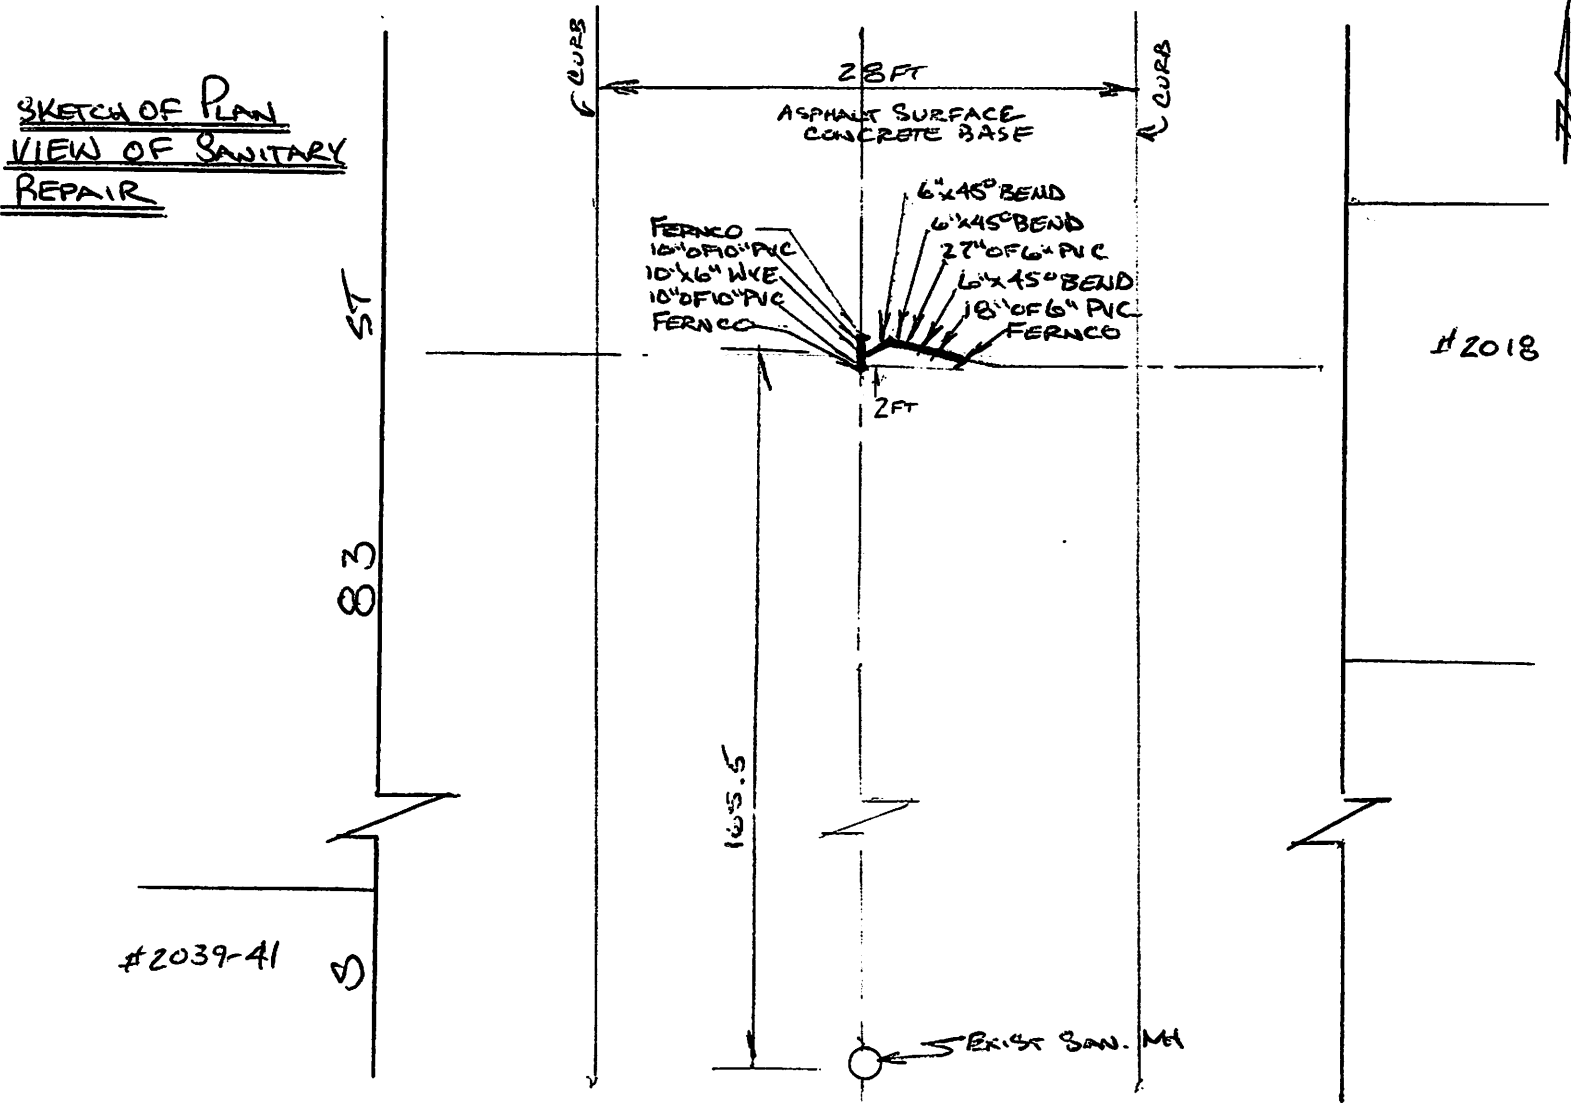 SKETCH OF PLAN
VIEW OF SANITARY
REPAIR
CURB
28 FT
CURB
ASPHALT SURFACE
CONCRETE BASE
FERNCO
10" OF 10" PVC
10"x6" WYE
10" OF 10" PVC
FERNCO
6"x45° BEND
6"x45° BEND
27" OF 6" PVC
6"x45° BEND
18" OF 6" PVC
FERNCO
2 FT
#2018
S 83 ST
165.5
#2039-41
EXIST SAN. MH